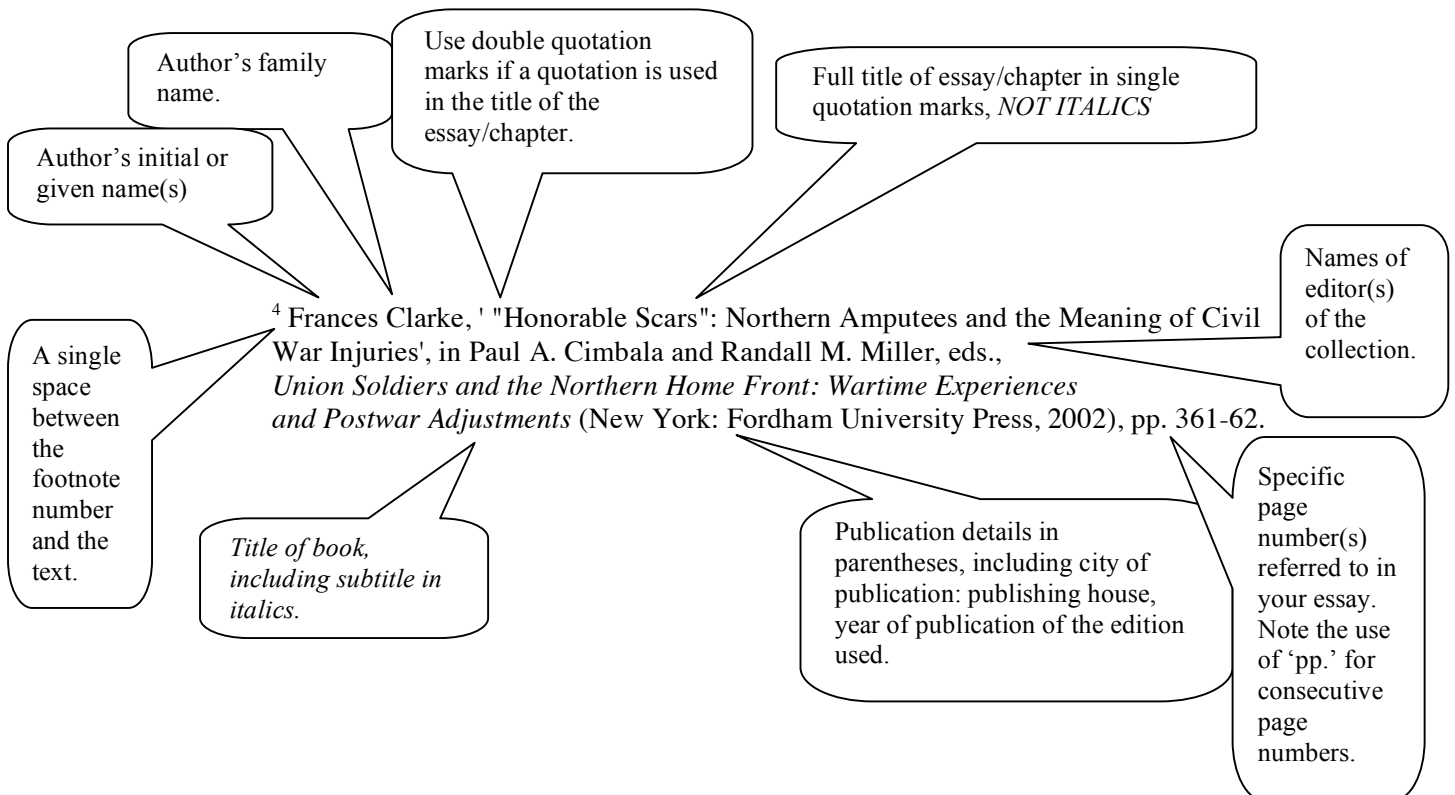 Author’s family
name.
Use double quotation
marks if a quotation is used
in the title of the
essay/chapter.
Full title of essay/chapter in single
quotation marks, NOT ITALICS
Author’s initial or
given name(s)
Names of
editor(s)
of the
collection.
4 Frances Clarke, ' "Honorable Scars": Northern Amputees and the Meaning of Civil
War Injuries', in Paul A. Cimbala and Randall M. Miller, eds.,
Union Soldiers and the Northern Home Front: Wartime Experiences
and Postwar Adjustments (New York: Fordham University Press, 2002), pp. 361-62.
A single
space
between
the
footnote
number
and the
text.
Title of book,
including subtitle in
italics.
Publication details in
parentheses, including city of
publication: publishing house,
year of publication of the edition
used.
Specific
page
number(s)
referred to in
your essay.
Note the use
of ‘pp.’ for
consecutive
page
numbers.